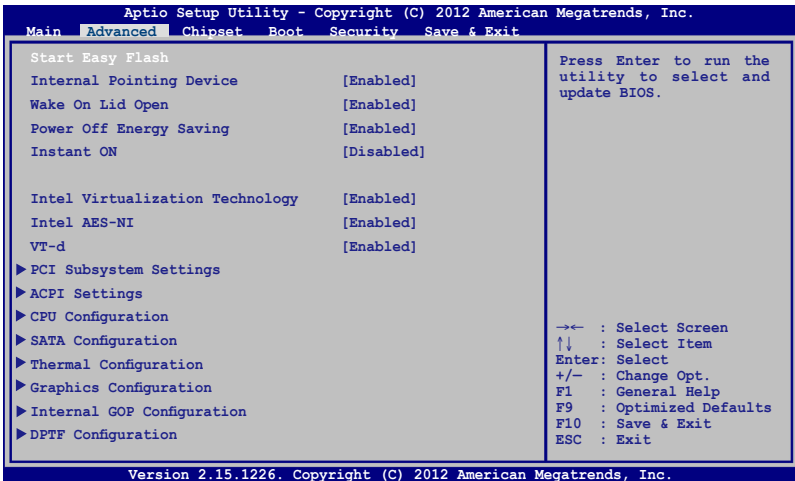 Aptio Setup Utility - Copyright (C) 2012 American Megatrends, Inc.
Main Advanced Chipset Boot Security Save & Exit
Start Easy Flash
Internal Pointing Device [Enabled]
Wake On Lid Open [Enabled]
Power Off Energy Saving [Enabled]
Instant ON [Disabled]
Intel Virtualization Technology [Enabled]
Intel AES-NI [Enabled]
VT-d [Enabled]
PCI Subsystem Settings
ACPI Settings
CPU Configuration
SATA Configuration
Thermal Configuration
Graphics Configuration
Internal GOP Configuration
DPTF Configuration
Press Enter to run the
utility to select and
update BIOS.
→← : Select Screen
↑↓ : Select Item
Enter: Select
+/— : Change Opt.
F1 : General Help
F9 : Optimized Defaults
F10 : Save & Exit
ESC : Exit
Version 2.15.1226. Copyright (C) 2012 American Megatrends, Inc.